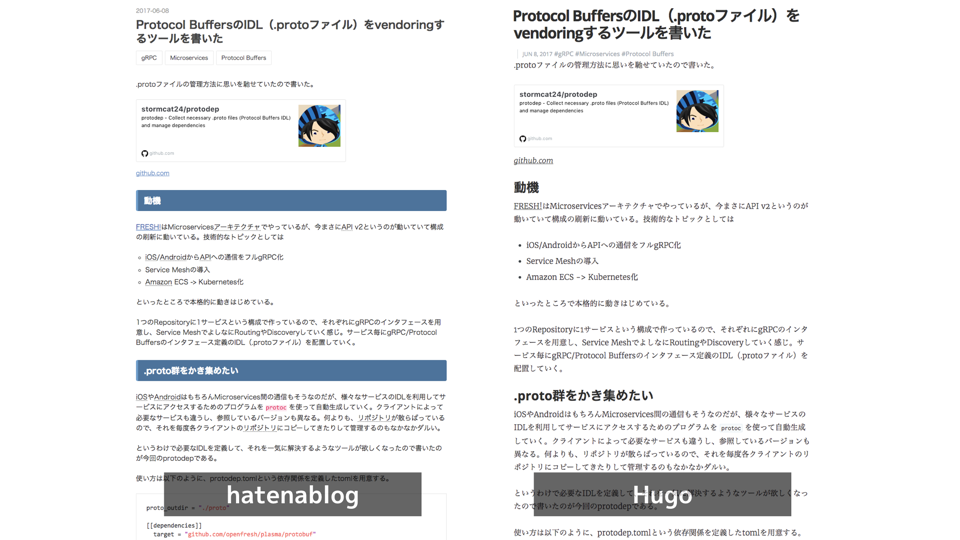 2017-06-08
Protocol BuffersのIDL（.protoファイル）をvendoringす
るツールを書いた
gRPC Microservices Protocol Buffers
.protoファイルの管理方法に思いを馳せていたので書いた。
stormcat24/protodep
protodep - Collect necessary .proto files (Protocol Buffers IDL)
and manage dependencies
github.com
github.com
動機
FRESH!はMicroservicesアーキテクチャでやっているが、今まさにAPI v2というのが動いていて構成
の刷新に動いている。技術的なトピックとしては
iOS/AndroidからAPIへの通信をフルgRPC化
Service Meshの導入
Amazon ECS -> Kubernetes化
といったところで本格的に動きはじめている。
1つのRepositoryに1サービスという構成で作っているので、それぞれにgRPCのインタフェースを用
意し、Service MeshでよしなにRoutingやDiscoveryしていく感じ。サービス毎にgRPC/Protocol
Buffersのインタフェース定義のIDL（.protoファイル）を配置していく。
.proto群をかき集めたい
iOSやAndroidはもちろんMicroservices間の通信もそうなのだが、様々なサービスのIDLを利用してサ
ービスにアクセスするためのプログラムを protoc を使って自動生成していく。クライアントによって
必要なサービスも違うし、参照しているバージョンも異なる。何よりも、リポジトリが散らばっている
ので、それを毎度各クライアントのリポジトリにコピーしてきたりして管理するのもなかなかダルい。
というわけで必要なIDLを定義して、それを一気に解決するようなツールが欲しくなったので書いたの
が今回のprotodepである。
使い方は以下のように、protodep.tomlという依存関係を定義したtomlを用意する。
hatenablog
proto_outdir = "./proto"
[[dependencies]]
target = "github.com/openfresh/plasma/protobuf"
Protocol BuffersのIDL（.protoファイル）を
vendoringするツールを書いた
JUN 8, 2017 #gRPC #Microservices #Protocol Buffers
.protoファイルの管理方法に思いを馳せていたので書いた。
stormcat24/protodep
protodep - Collect necessary .proto files (Protocol Buffers IDL)
and manage dependencies
github.com
github.com
動機
FRESH!はMicroservicesアーキテクチャでやっているが、今まさにAPI v2というのが
動いていて構成の刷新に動いている。技術的なトピックとしては
iOS/AndroidからAPIへの通信をフルgRPC化
Service Meshの導入
Amazon ECS -> Kubernetes化
といったところで本格的に動きはじめている。
1つのRepositoryに1サービスという構成で作っているので、それぞれにgRPCのインタ
フェースを用意し、Service MeshでよしなにRoutingやDiscoveryしていく感じ。サ
ービス毎にgRPC/Protocol Buffersのインタフェース定義のIDL（.protoファイル）を
配置していく。
.proto群をかき集めたい
iOSやAndroidはもちろんMicroservices間の通信もそうなのだが、様々なサービスの
IDLを利用してサービスにアクセスするためのプログラムを protoc を使って自動生成
していく。クライアントによって必要なサービスも違うし、参照しているバージョンも
異なる。何よりも、リポジトリが散らばっているので、それを毎度各クライアントのリ
ポジトリにコピーしてきたりして管理するのもなかなかダルい。
というわけで必要なIDLを定義して 解決するようなツールが欲しくなっ
たので書いたのが今回のprotodepである。
Hugo
使い方は以下のように、protodep.tomlという依存関係を定義したtomlを用意する。